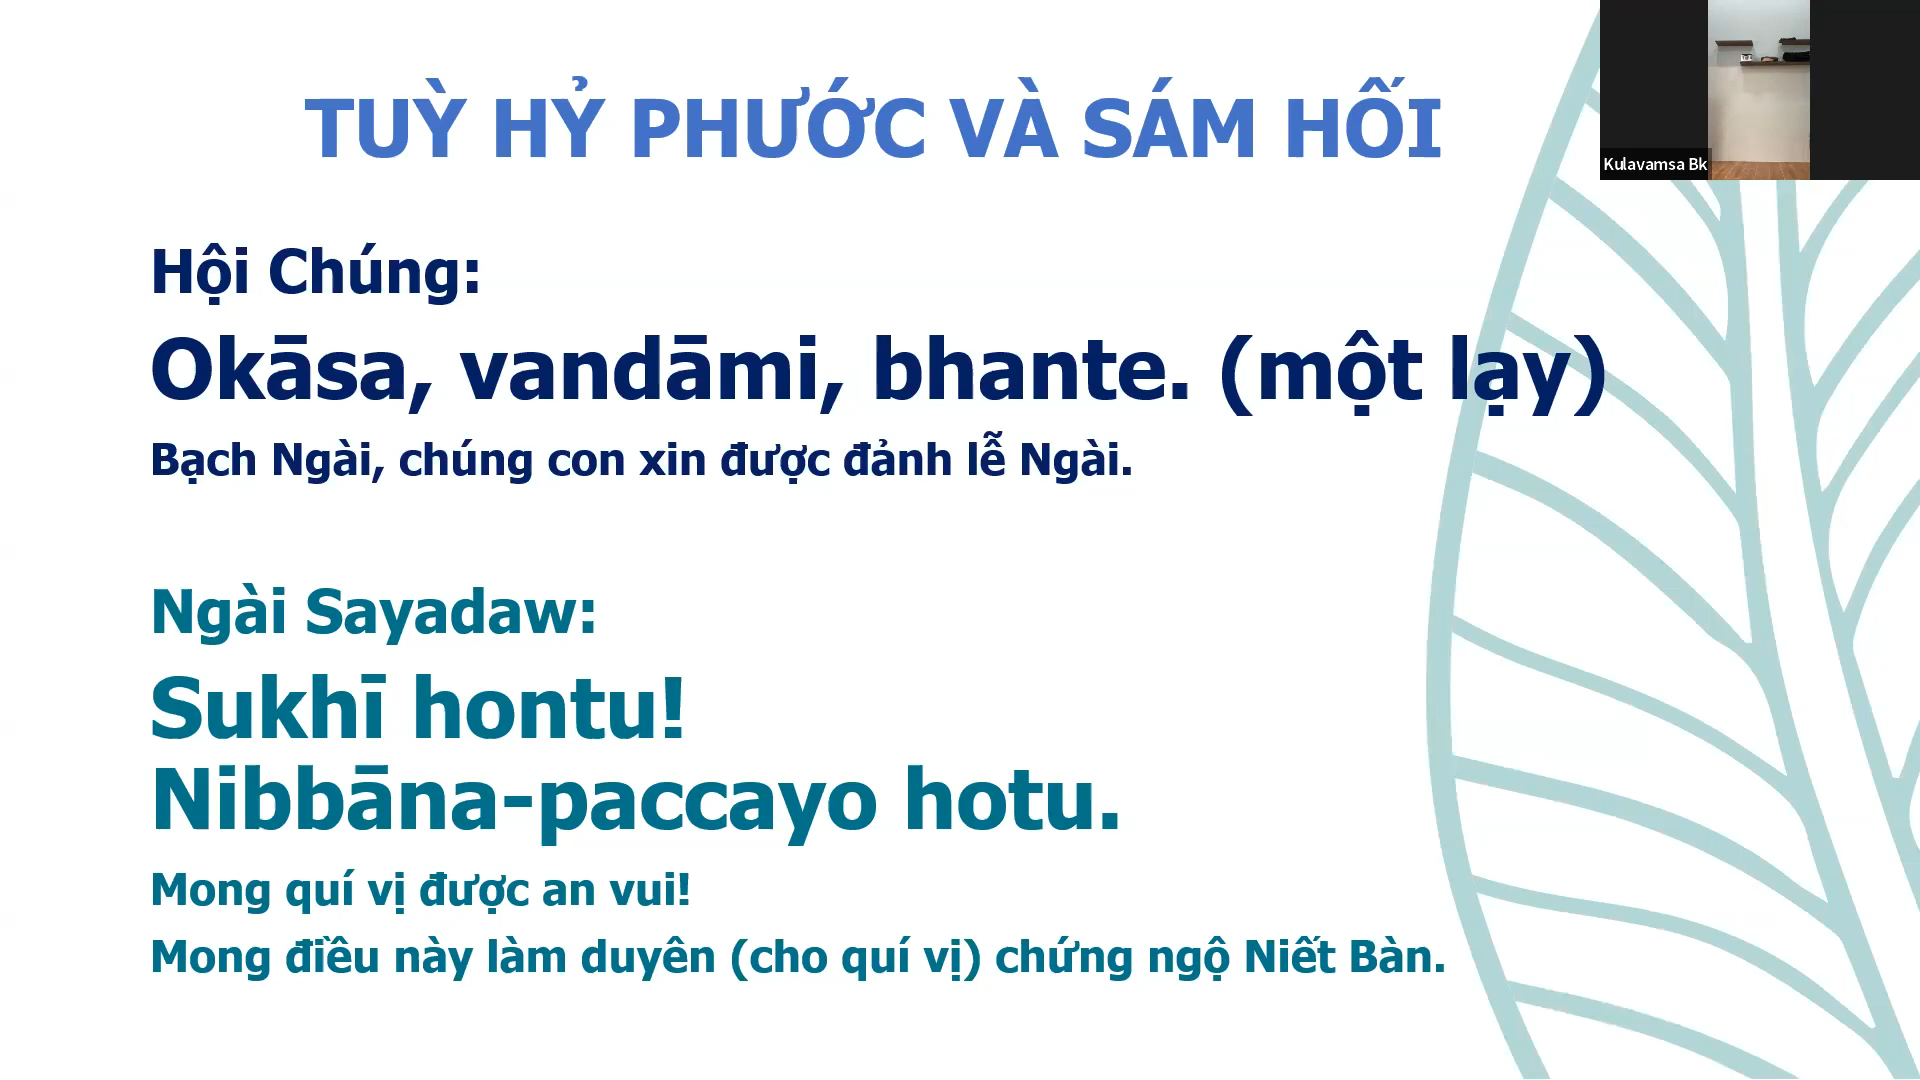 TUỲ HỶ PHƯỚC VÀ SÁM HỐI
Kulavamsa Bk
Hội Chúng:
Okāsa, vandāmi, bhante. (một lạy)
Bạch Ngài, chúng con xin được đảnh lễ Ngài.
Ngài Sayadaw:
Sukhī hontu!
Nibbāna-paccayo hotu.
Mong quí vị được an vui!
Mong điều này làm duyên (cho quí vị) chứng ngộ Niết Bàn.